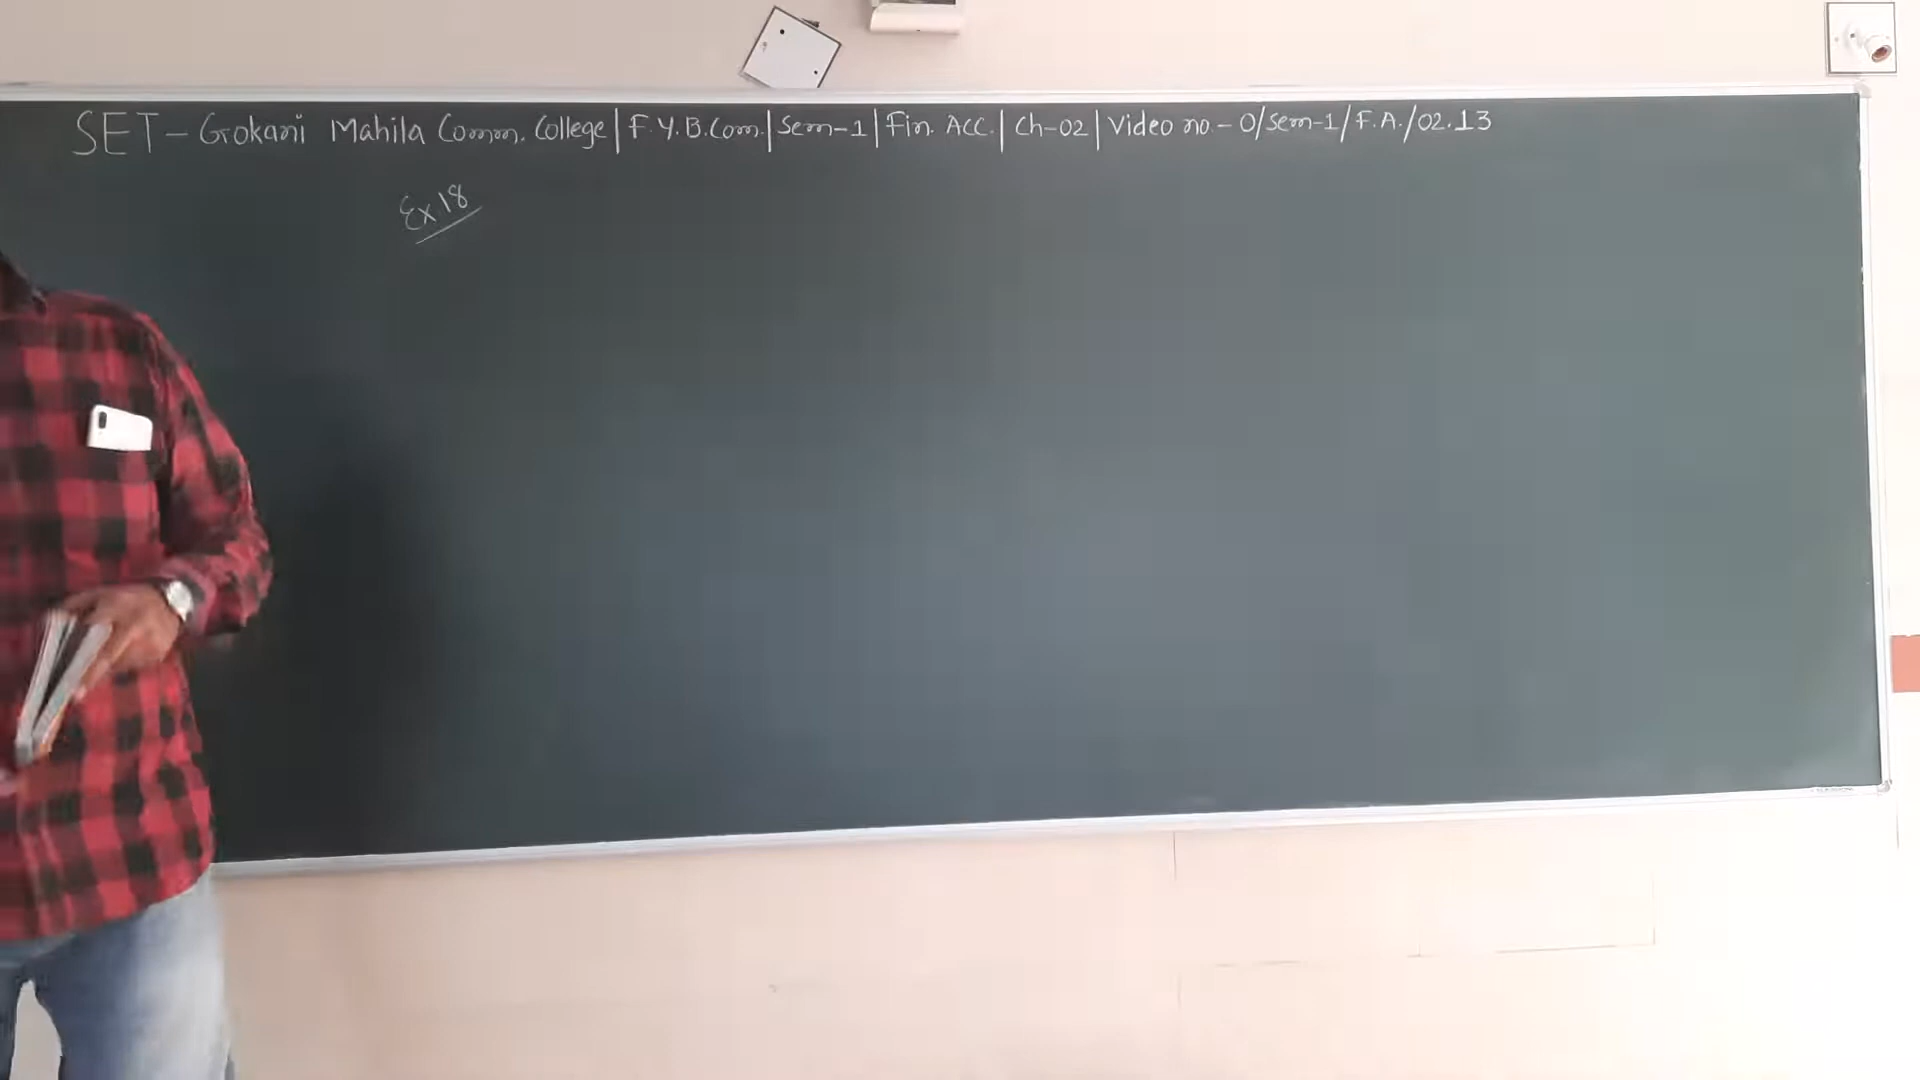 SET - Gokani Mahila Comm. College | F.Y.B.Com. | Sem-1 | Fin. Acc. | Ch-02 | Video no. - O/Sem-1/F.A./02.13
Ex 18